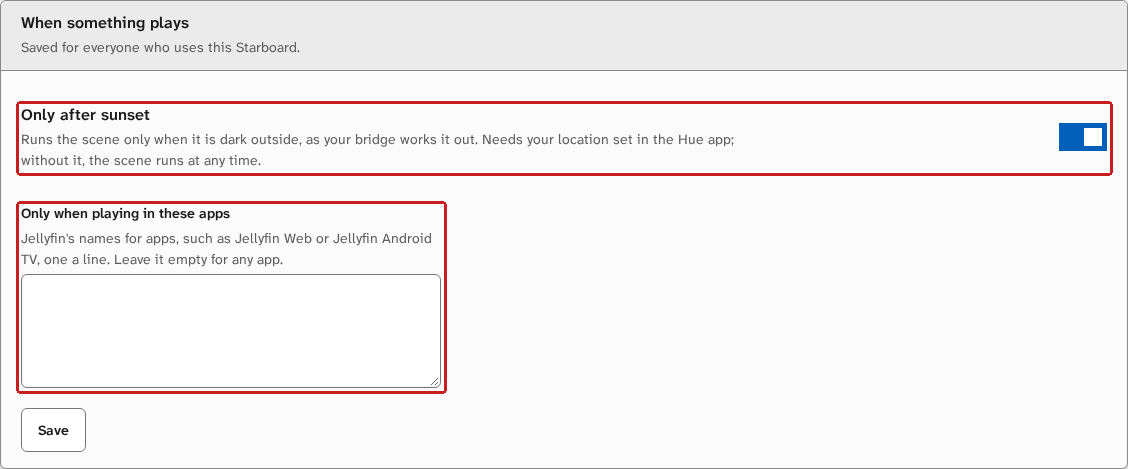 When something plays
Saved for everyone who uses this Starboard.
Only after sunset
Runs the scene only when it is dark outside, as your bridge works it out. Needs your location set in the Hue app;
without it, the scene runs at any time.
Only when playing in these apps
Jellyfin's names for apps, such as Jellyfin Web or Jellyfin Android
TV, one a line. Leave it empty for any app.
Save